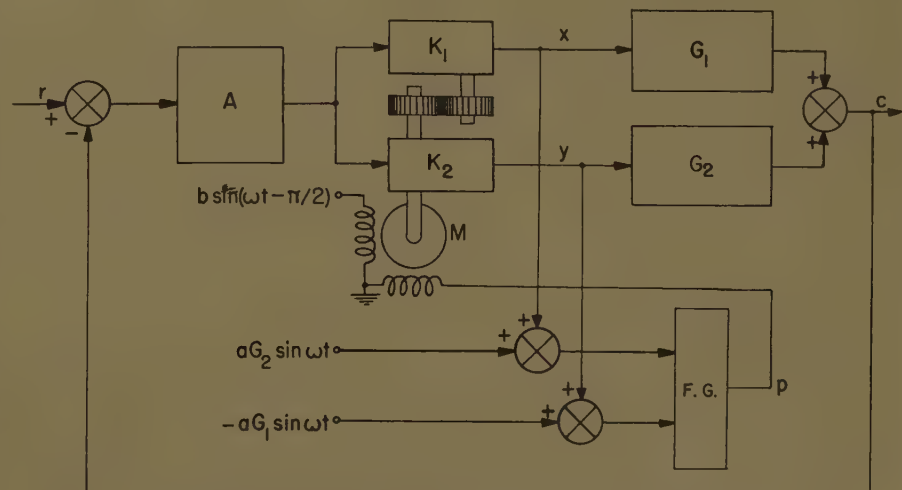 K₁
x
G₁
+
r
+
-
A
c
+
K₂
y
G₂
b sin(ωt-π/2)
M
+
+
aG₂ sin ωt
+
+
-aG₁ sin ωt
F. G.
p